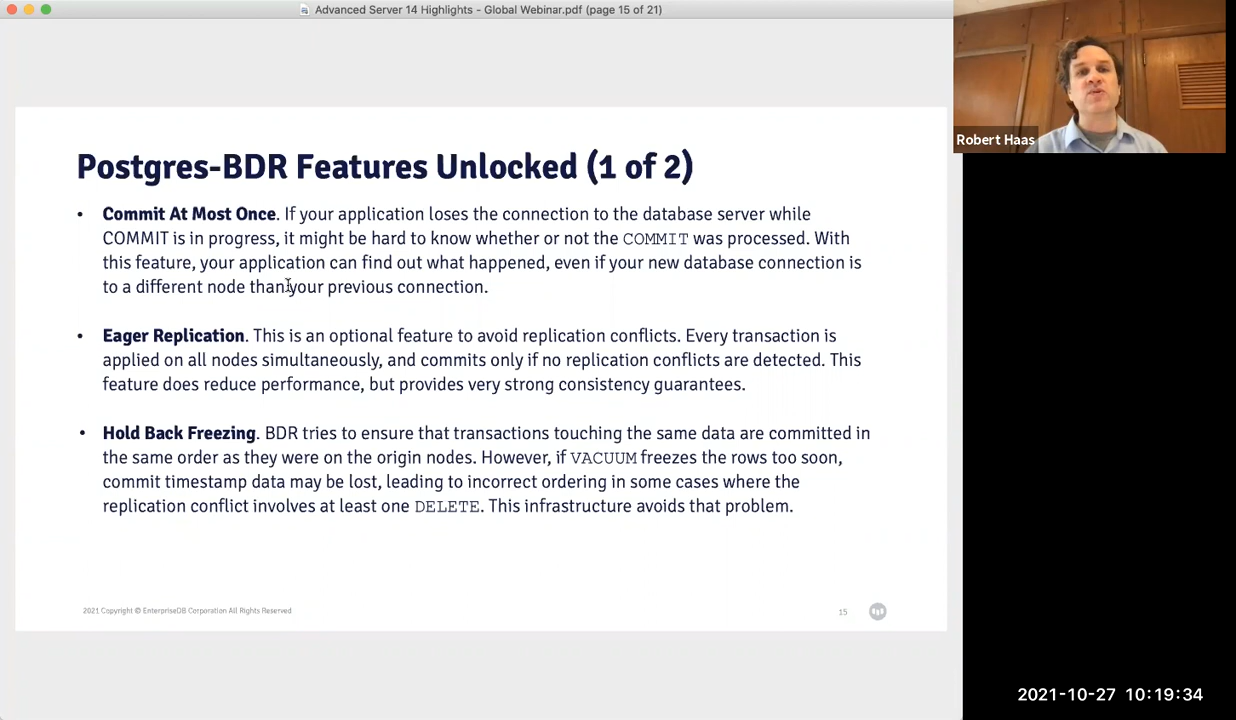 Advanced Server 14 Highlights - Global Webinar.pdf (page 15 of 21)
Robert Haas
Postgres-BDR Features Unlocked (1 of 2)
• Commit At Most Once. If your application loses the connection to the database server while
COMMIT is in progress, it might be hard to know whether or not the COMMIT was processed. With
this feature, your application can find out what happened, even if your new database connection is
to a different node than your previous connection.
• Eager Replication. This is an optional feature to avoid replication conflicts. Every transaction is
applied on all nodes simultaneously, and commits only if no replication conflicts are detected. This
feature does reduce performance, but provides very strong consistency guarantees.
• Hold Back Freezing. BDR tries to ensure that transactions touching the same data are committed in
the same order as they were on the origin nodes. However, if VACUUM freezes the rows too soon,
commit timestamp data may be lost, leading to incorrect ordering in some cases where the
replication conflict involves at least one DELETE. This infrastructure avoids that problem.
2021 Copyright © EnterpriseDB Corporation All Rights Reserved
15
2021-10-27 10:19:34